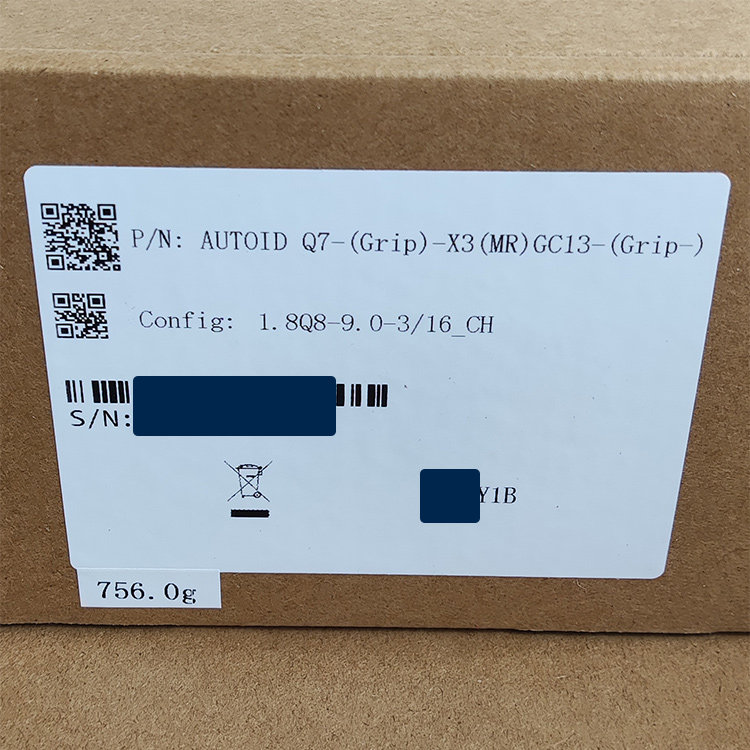 P/N: AUTOID Q7-(Grip)-X3(MR)GC13-(Grip-)
Config: 1.8Q8-9.0-3/16_CH
S/N:
Y1B
756.0g